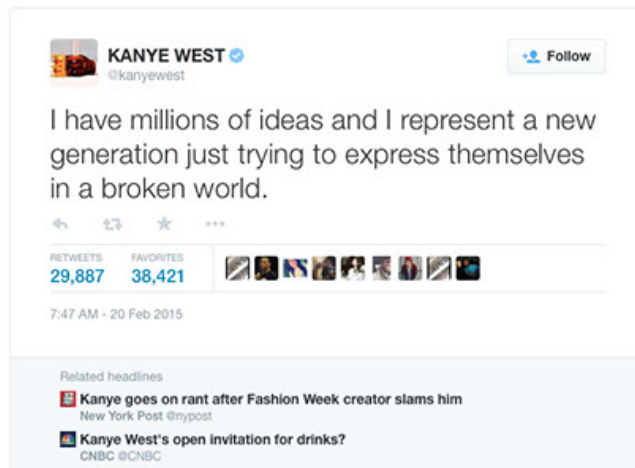 KANYE WEST
@kanyewest
Follow
I have millions of ideas and I represent a new
generation just trying to express themselves
in a broken world.
RETWEETS FAVORITES
29,887 38,421
7:47 AM - 20 Feb 2015
Related headlines
Kanye goes on rant after Fashion Week creator slams him
New York Post @nypost
Kanye West's open invitation for drinks?
CNBC @CNBC